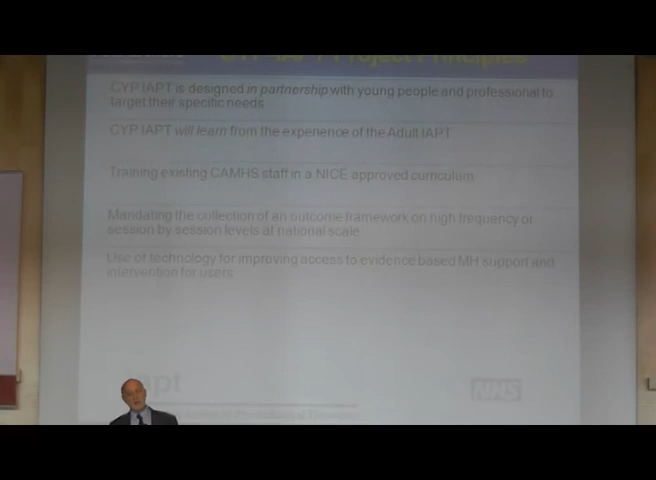 CYP IAPT Project Principles
CYP IAPT is designed in partnership with young people and professional to
target their specific needs
CYP IAPT will learn from the experience of the Adult IAPT
Training existing CAMHS staff in a NICE approved curriculum
Mandating the collection of an outcome framework on high frequency or
session by session levels at national scale
Use of technology for improving access to evidence based MH support and
intervention for users
apt
NHS